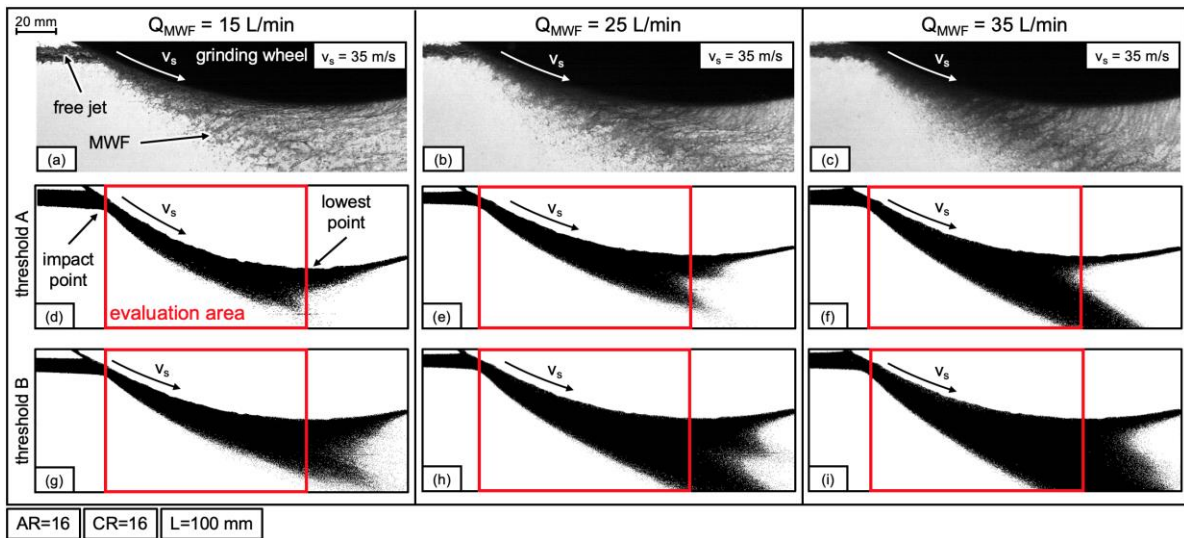 20 mm
Q_MWF = 15 L/min
Q_MWF = 25 L/min
Q_MWF = 35 L/min
v_s
grinding wheel
v_s = 35 m/s
free jet
MWF
(a)
v_s
v_s = 35 m/s
(b)
v_s
v_s = 35 m/s
(c)
threshold A
v_s
lowest
point
impact
point
(d)
evaluation area
v_s
(e)
v_s
(f)
threshold B
v_s
(g)
v_s
(h)
v_s
(i)
AR=16
CR=16
L=100 mm